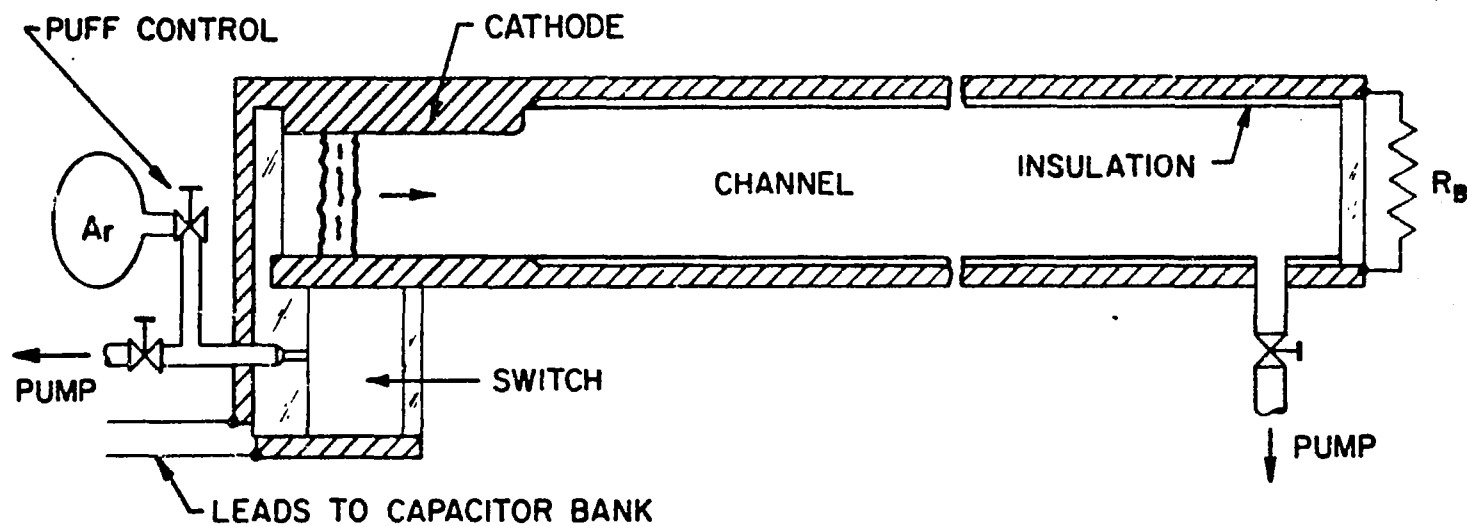 PUFF CONTROL
CATHODE
INSULATION
CHANNEL
R_B
Ar
SWITCH
PUMP
PUMP
LEADS TO CAPACITOR BANK